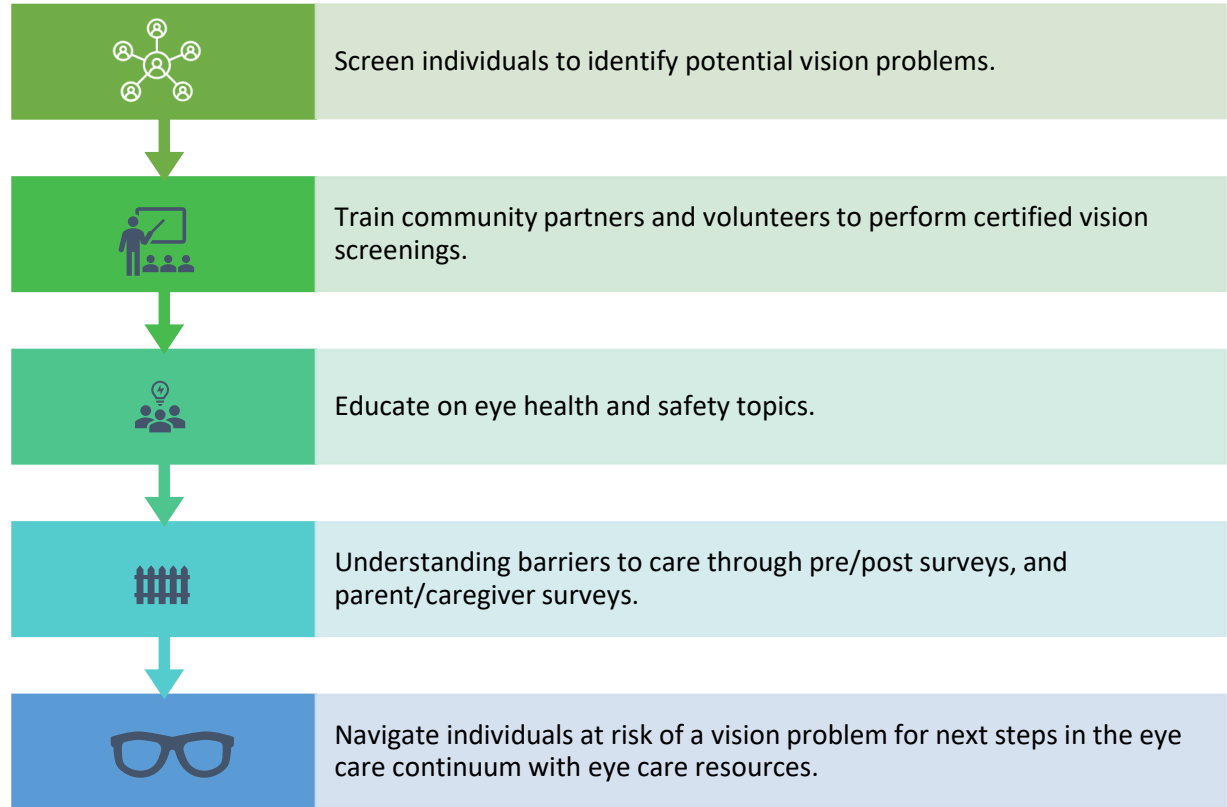 Screen individuals to identify potential vision problems.
Train community partners and volunteers to perform certified vision
screenings.
Educate on eye health and safety topics.
Understanding barriers to care through pre/post surveys, and
parent/caregiver surveys.
Navigate individuals at risk of a vision problem for next steps in the eye
care continuum with eye care resources.